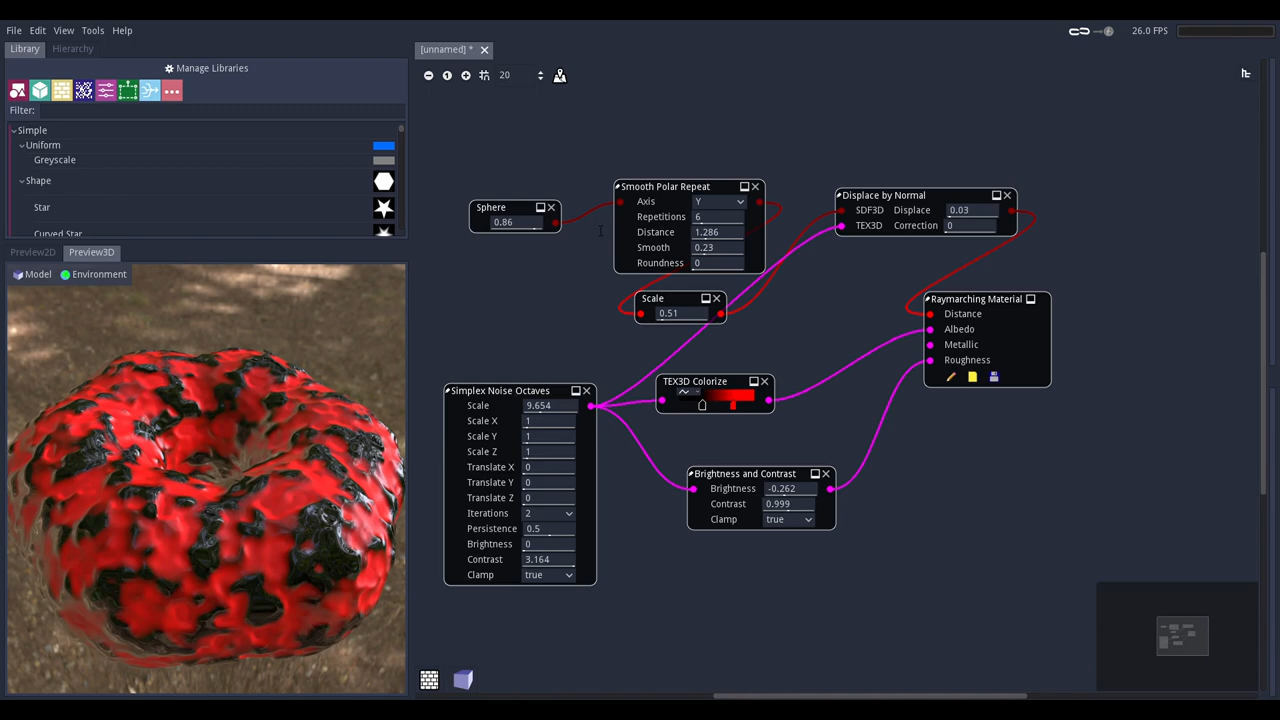 File Edit View Tools Help
26.0 FPS
Library Hierarchy
[unnamed] *
Manage Libraries
20
Filter:
Simple
Uniform
Greyscale
Shape
Star
Curved Star
Preview2D Preview3D
Model Environment
Sphere
0.86
Smooth Polar Repeat
Axis Y
Repetitions 6
Distance 1.286
Smooth 0.23
Roundness 0
Displace by Normal
SDF3D Displace 0.03
TEX3D Correction 0
Scale
0.51
Raymarching Material
Distance
Albedo
Metallic
Roughness
Simplex Noise Octaves
Scale 9.654
Scale X 1
Scale Y 1
Scale Z 1
Translate X 0
Translate Y 0
Translate Z 0
Iterations 2
Persistence 0.5
Brightness 0
Contrast 3.164
Clamp true
TEX3D Colorize
Brightness and Contrast
Brightness -0.262
Contrast 0.999
Clamp true